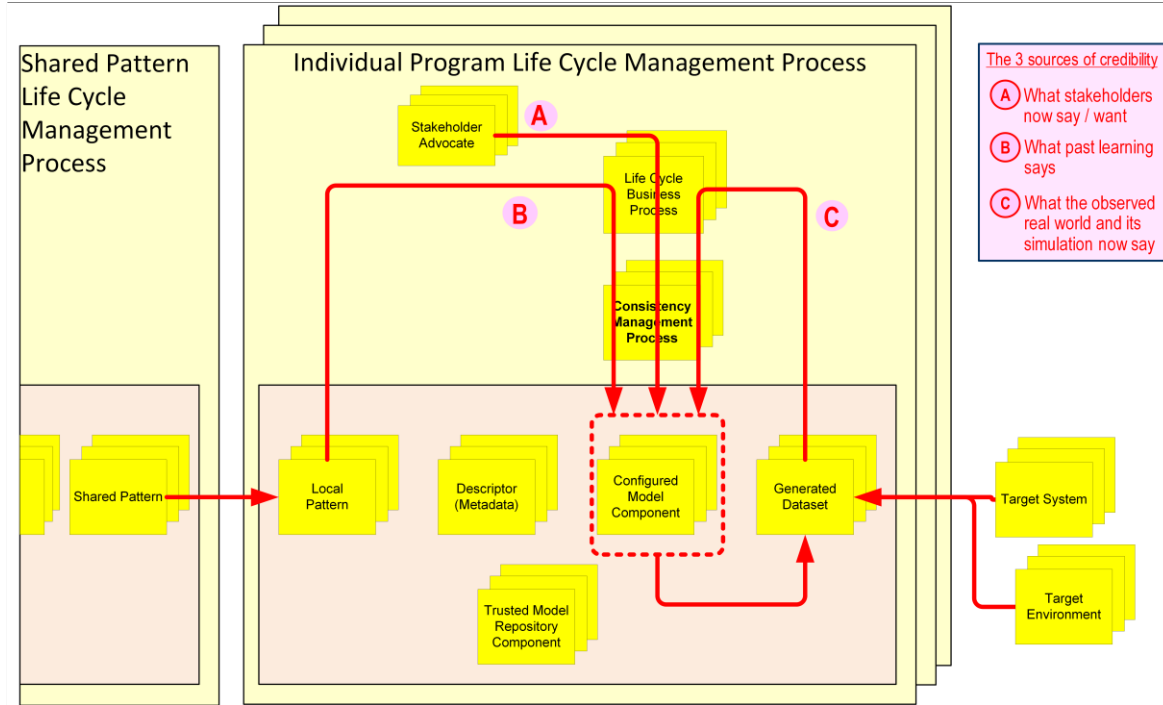 Shared Pattern
Life Cycle
Management
Process
Individual Program Life Cycle Management Process
The 3 sources of credibility
A What stakeholders
now say / want
B What past learning
says
C What the observed
real world and its
simulation now say
Stakeholder
Advocate
A
Life Cycle
Business
Process
B
C
Consistency
Management
Process
Shared Pattern
Local
Pattern
Descriptor
(Metadata)
Configured
Model
Component
Generated
Dataset
Target System
Trusted Model
Repository
Component
Target
Environment